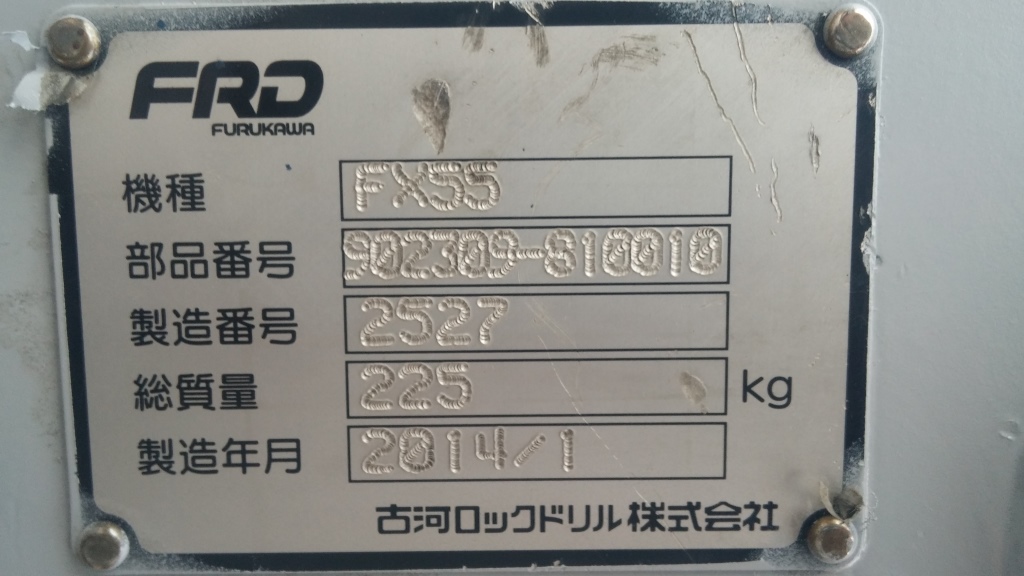 FRD
FURUKAWA
機種 FX55
部品番号 902309-810010
製造番号 2527
総質量 225 kg
製造年月 2014/1
古河ロックドリル株式会社